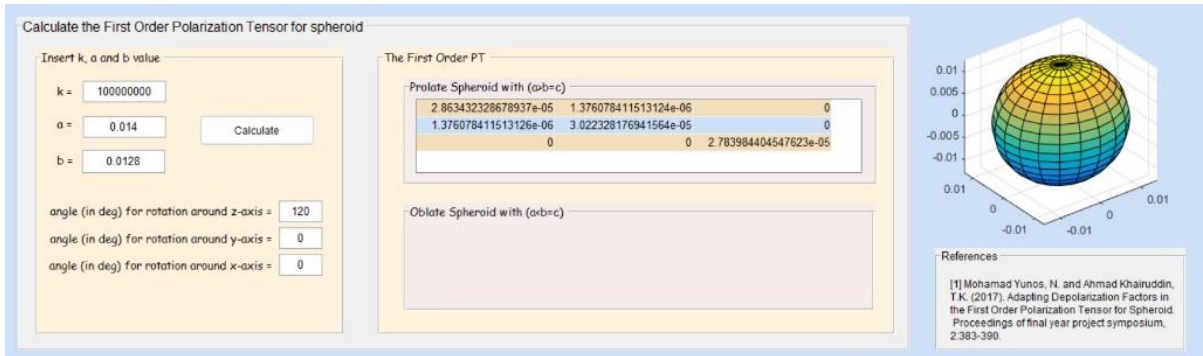 Calculate the First Order Polarization Tensor for spheroid
Insert k, a and b value
k = 100000000
a = 0.014
b = 0.0128
Calculate
angle (in deg) for rotation around z-axis = 120
angle (in deg) for rotation around y-axis = 0
angle (in deg) for rotation around x-axis = 0
The First Order PT
Prolate Spheroid with (a>b=c)
2.863432328678937e-05 1.376078411513124e-06 0
1.376078411513126e-06 3.022328176941564e-05 0
0 0 2.783984404547623e-05
Oblate Spheroid with (a<b=c)
0.01
0.005
0
-0.005
-0.01
0.01
0
-0.01
-0.01
0
0.01
References
[1] Mohamad Yunos, N. and Ahmad Khairuddin,
T.K. (2017). Adapting Depolarization Factors in
the First Order Polarization Tensor for Spheroid.
Proceedings of final year project symposium,
2:383-390.